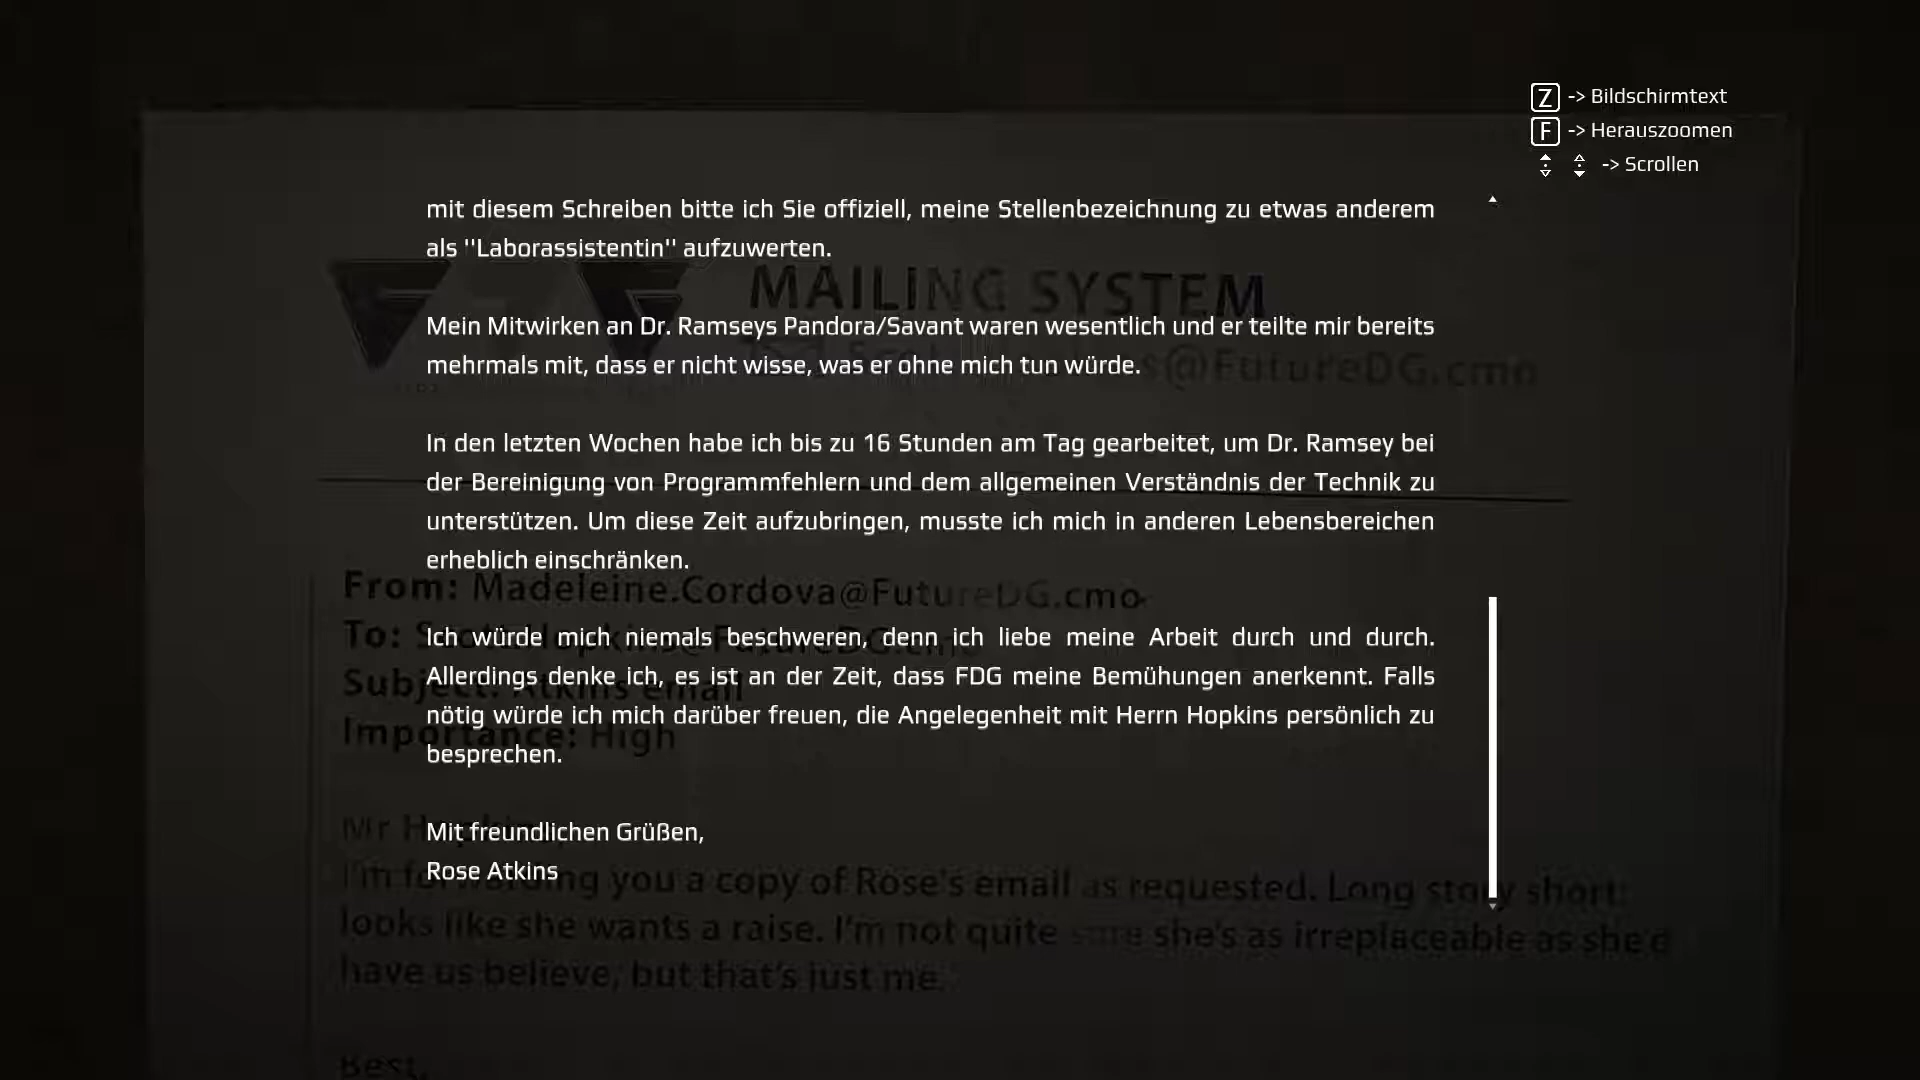 Z -> Bildschirmtext
F -> Herauszoomen
-> Scrollen
mit diesem Schreiben bitte ich Sie offiziell, meine Stellenbezeichnung zu etwas anderem
als "Laborassistentin" aufzuwerten.
MAILING SYSTEM
Mein Mitwirken an Dr. Ramseys Pandora/Savant waren wesentlich und er teilte mir bereits
mehrmals mit, dass er nicht wisse, was er ohne mich tun würde.
s@FutureDG.cmo
In den letzten Wochen habe ich bis zu 16 Stunden am Tag gearbeitet, um Dr. Ramsey bei
der Bereinigung von Programmfehlern und dem allgemeinen Verständnis der Technik zu
unterstützen. Um diese Zeit aufzubringen, musste ich mich in anderen Lebensbereichen
erheblich einschränken.
From: Madeleine.Cordova@FutureDG.cmo
To: Scott.Hopkins@FutureDG.cmo
Ich würde mich niemals beschweren, denn ich liebe meine Arbeit durch und durch.
Subject: Atkins email
Allerdings denke ich, es ist an der Zeit, dass FDG meine Bemühungen anerkennt. Falls
nötig würde ich mich darüber freuen, die Angelegenheit mit Herrn Hopkins persönlich zu
Importance: High
besprechen.
Mit freundlichen Grüßen,
Mr
Rose Atkins
I'm forwarding you a copy of Rose's email as requested. Long story short:
looks like she wants a raise. I'm not quite sure she's as irreplaceable as she'd
have us believe, but that's just me.
Best,